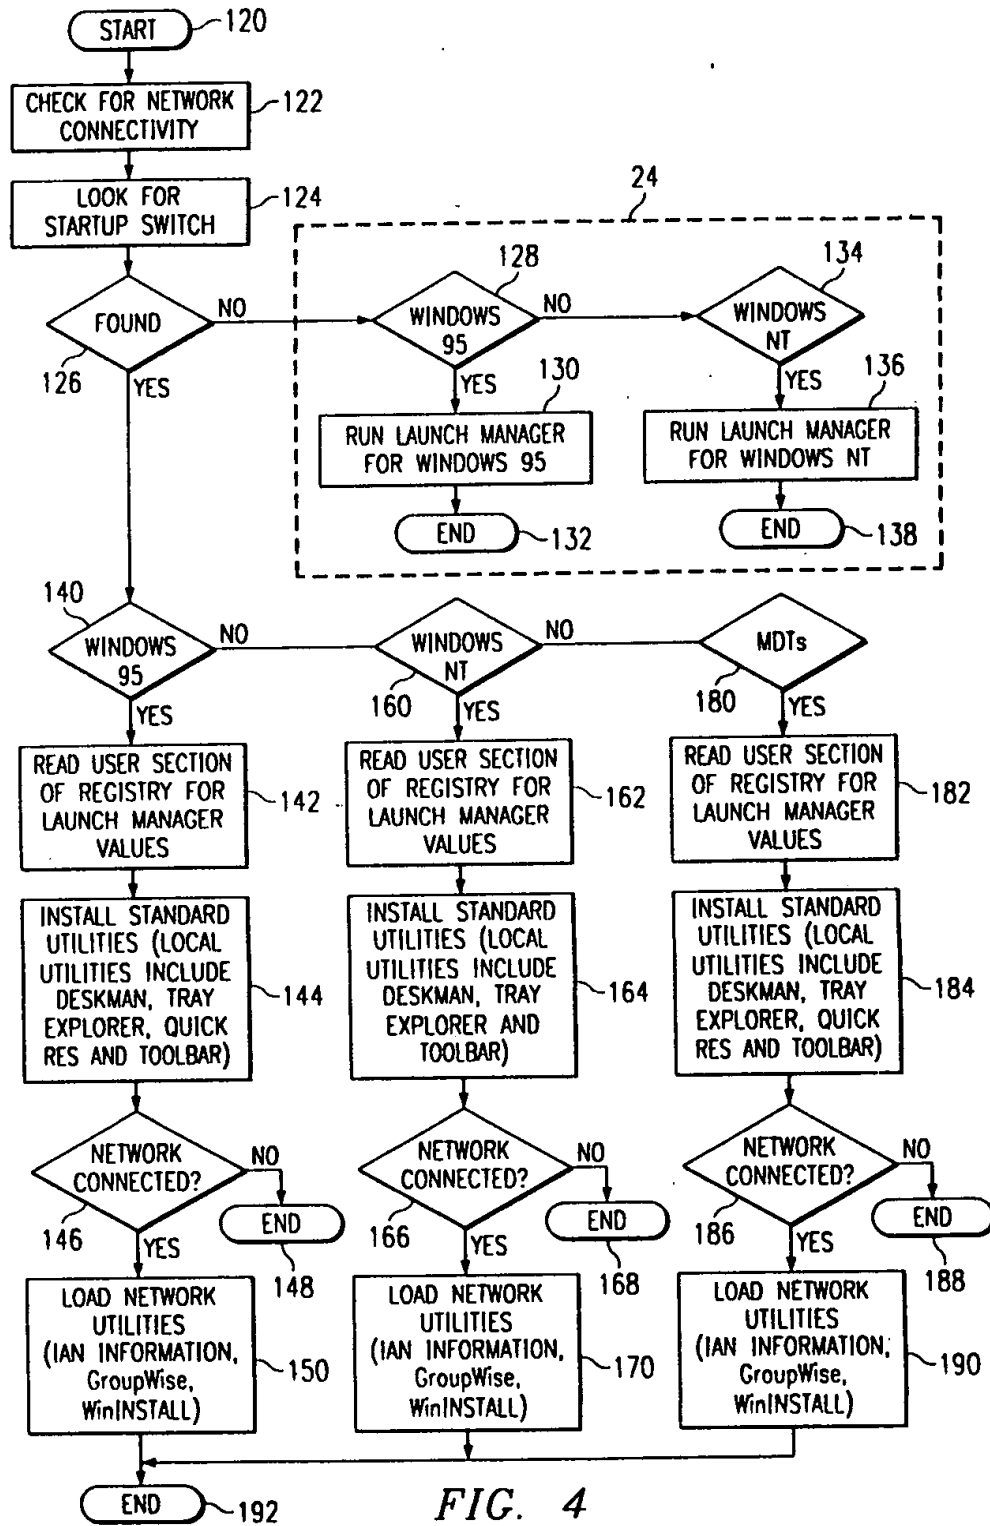 START
120
CHECK FOR NETWORK
CONNECTIVITY
122
LOOK FOR
STARTUP SWITCH
124
24
FOUND
126
NO
YES
WINDOWS
95
128
NO
YES
WINDOWS
NT
134
YES
RUN LAUNCH MANAGER
FOR WINDOWS 95
130
RUN LAUNCH MANAGER
FOR WINDOWS NT
136
END
132
END
138
140
WINDOWS
95
NO
YES
WINDOWS
NT
160
NO
YES
MDTs
180
YES
READ USER SECTION
OF REGISTRY FOR
LAUNCH MANAGER
VALUES
142
READ USER SECTION
OF REGISTRY FOR
LAUNCH MANAGER
VALUES
162
READ USER SECTION
OF REGISTRY FOR
LAUNCH MANAGER
VALUES
182
INSTALL STANDARD
UTILITIES (LOCAL
UTILITIES INCLUDE
DESKMAN, TRAY
EXPLORER, QUICK
RES AND TOOLBAR)
144
INSTALL STANDARD
UTILITIES (LOCAL
UTILITIES INCLUDE
DESKMAN, TRAY
EXPLORER AND
TOOLBAR)
164
INSTALL STANDARD
UTILITIES (LOCAL
UTILITIES INCLUDE
DESKMAN, TRAY
EXPLORER, QUICK
RES AND TOOLBAR)
184
NETWORK
CONNECTED?
146
NO
YES
END
148
NETWORK
CONNECTED?
166
NO
YES
END
168
NETWORK
CONNECTED?
186
NO
YES
END
188
LOAD NETWORK
UTILITIES
(IAN INFORMATION,
GroupWise,
WinINSTALL)
150
LOAD NETWORK
UTILITIES
(IAN INFORMATION,
GroupWise,
WinINSTALL)
170
LOAD NETWORK
UTILITIES
(IAN INFORMATION,
GroupWise,
WinINSTALL)
190
END
192
FIG. 4